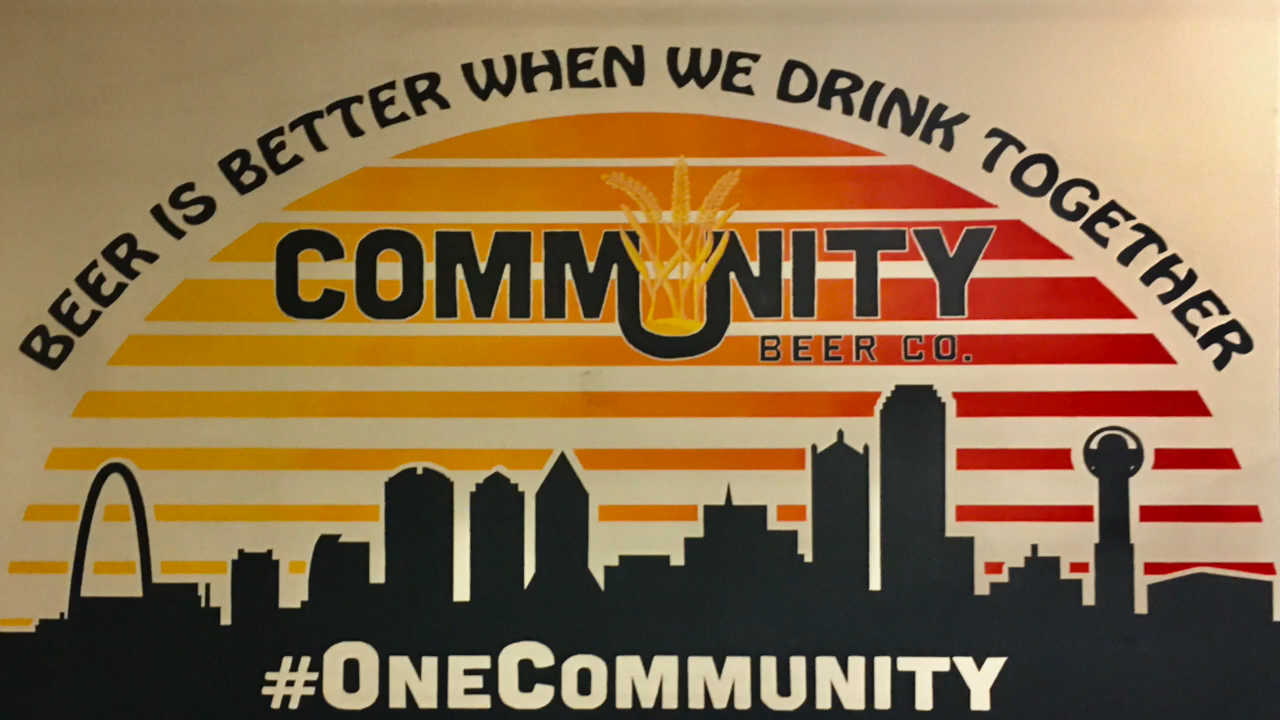 BEER IS BETTER WHEN WE DRINK TOGETHER
COMMUNITY
BEER CO.
#ONECOMMUNITY